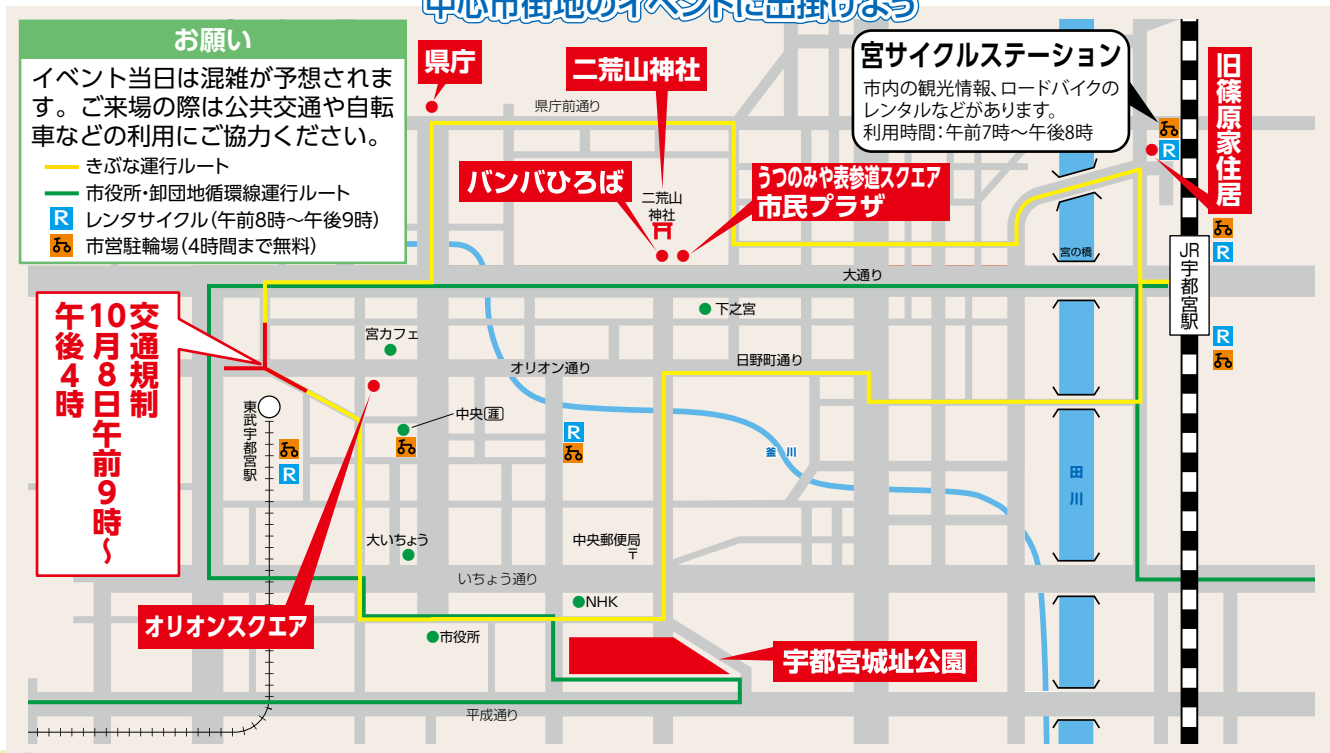 中心市街地のイベントに出掛けよう
お願い
イベント当日は混雑が予想されま
す。ご来場の際は公共交通や自転
車などの利用にご協力ください。
きぶな運行ルート
市役所・卸団地循環線運行ルート
R レンタサイクル(午前8時～午後9時)
市営駐輪場(4時間まで無料)
県庁
二荒山神社
県庁前通り
宮サイクルステーション
市内の観光情報、ロードバイクの
レンタルなどがあります。
利用時間：午前7時～午後8時
旧篠原家住居
R
バンバひろば
二荒山
神社
うつのみや表参道スクエア
市民プラザ
宮の橋
R
JR宇都宮駅
大通り
交通規制
10月8日午前9時～
午後4時
下之宮
宮カフェ
オリオン通り
日野町通り
R
東武宇都宮駅
中央
R
R
釜川
田川
大いちょう
中央郵便局
〒
いちょう通り
NHK
オリオンスクエア
市役所
宇都宮城址公園
平成通り